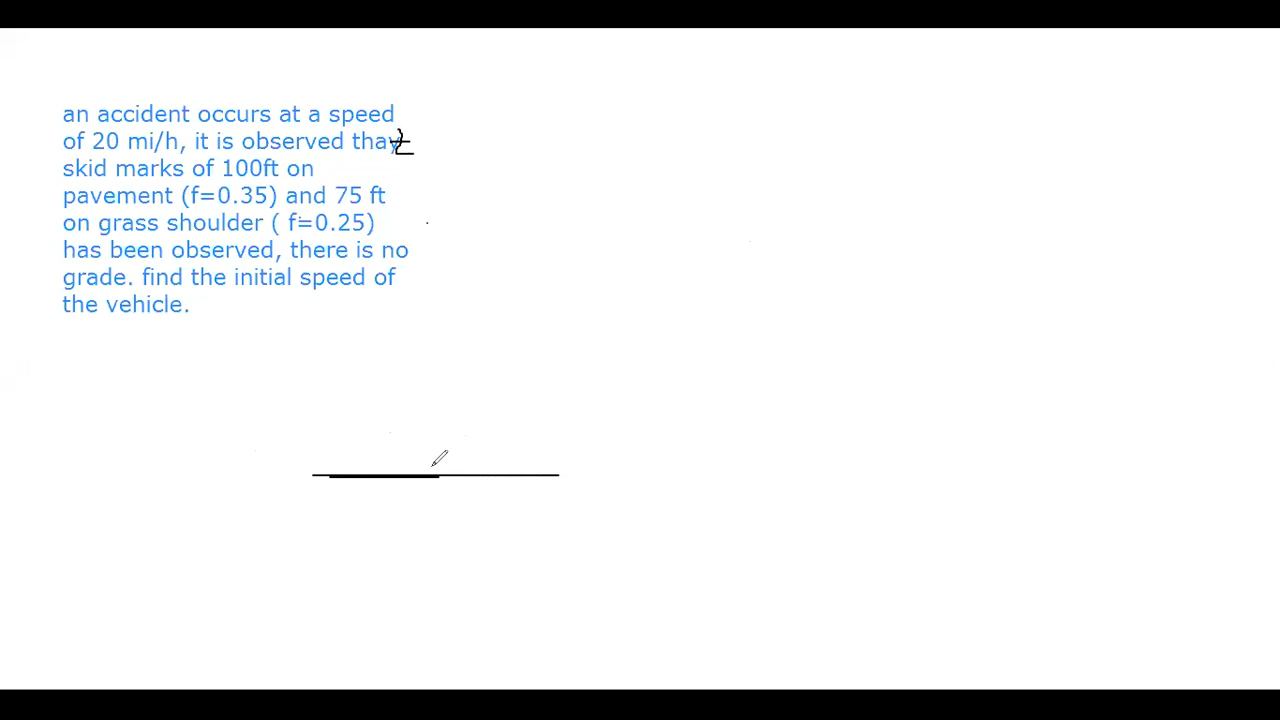 an accident occurs at a speed
of 20 mi/h, it is observed thay
skid marks of 100ft on
pavement (f=0.35) and 75 ft
on grass shoulder ( f=0.25)
has been observed, there is no
grade. find the initial speed of
the vehicle.